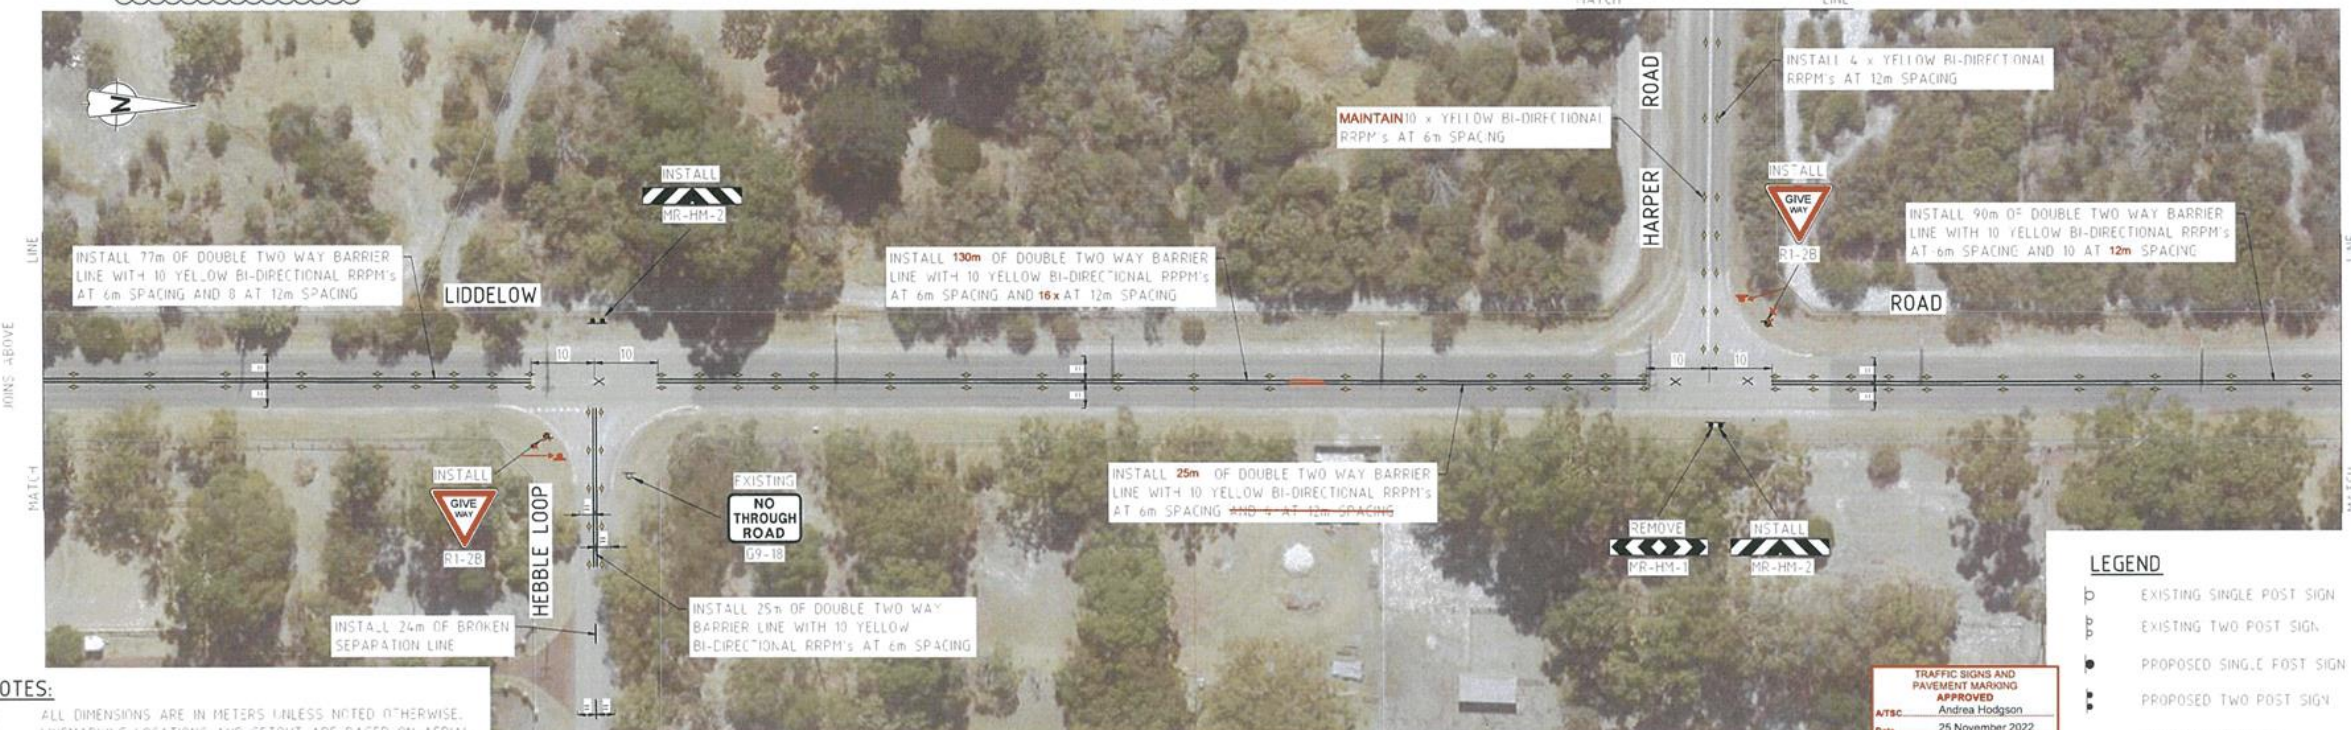 MATCH LINE
N
INSTALL
MR-HM-2
INSTALL 77m OF DOUBLE TWO WAY BARRIER
LINE WITH 10 YELLOW BI-DIRECTIONAL RRPM's
AT 6m SPACING AND 8 AT 12m SPACING
LIDDELOW
INSTALL 130m OF DOUBLE TWO WAY BARRIER
LINE WITH 10 YELLOW BI-DIRECTIONAL RRPM's
AT 6m SPACING AND 16 x AT 12m SPACING
MAINTAIN 10 x YELLOW BI-DIRECTIONAL
RRPM's AT 6m SPACING
HARPER ROAD
INSTALL 4 x YELLOW BI-DIRECTIONAL
RRPM's AT 12m SPACING
INSTALL
GIVE
WAY
R1-2B
INSTALL 90m OF DOUBLE TWO WAY BARRIER
LINE WITH 10 YELLOW BI-DIRECTIONAL RRPM's
AT 6m SPACING AND 10 AT 12m SPACING
ROAD
MATCH LINE
JOINS ABOVE
10 10
10 10
INSTALL
GIVE
WAY
R1-2B
HEBBLE LOOP
EXISTING
NO
THROUGH
ROAD
G9-18
INSTALL 25m OF DOUBLE TWO WAY BARRIER
LINE WITH 10 YELLOW BI-DIRECTIONAL RRPM's
AT 6m SPACING AND 4 AT 12m SPACING
REMOVE
MR-HM-1
INSTALL
MR-HM-2
INSTALL 24m OF BROKEN
SEPARATION LINE
INSTALL 25m OF DOUBLE TWO WAY
BARRIER LINE WITH 10 YELLOW
BI-DIRECTIONAL RRPM's AT 6m SPACING
LEGEND
EXISTING SINGLE POST SIGN
EXISTING TWO POST SIGN
PROPOSED SINGLE POST SIGN
PROPOSED TWO POST SIGN
TRAFFIC SIGNS AND
PAVEMENT MARKING
APPROVED
A/TSC Andrea Hodgson
25 November 2022
OTES:
ALL DIMENSIONS ARE IN METERS UNLESS NOTED OTHERWISE.